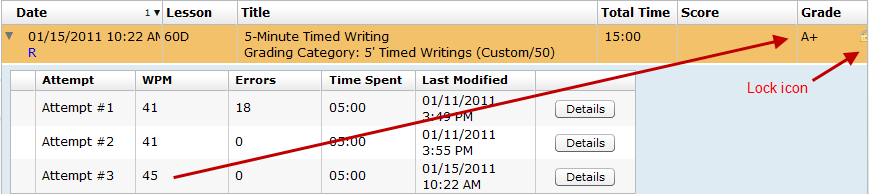 Date 1 ▼ Lesson Title Total Time Score Grade
▼ 01/15/2011 10:22 AM 60D 5-Minute Timed Writing 15:00 A+
R Grading Category: 5' Timed Writings (Custom/50)
Lock icon
Attempt WPM Errors Time Spent Last Modified
Attempt #1 41 18 05:00 01/11/2011 3:49 PM Details
Attempt #2 41 0 05:00 01/11/2011 3:55 PM Details
Attempt #3 45 0 05:00 01/15/2011 10:22 AM Details